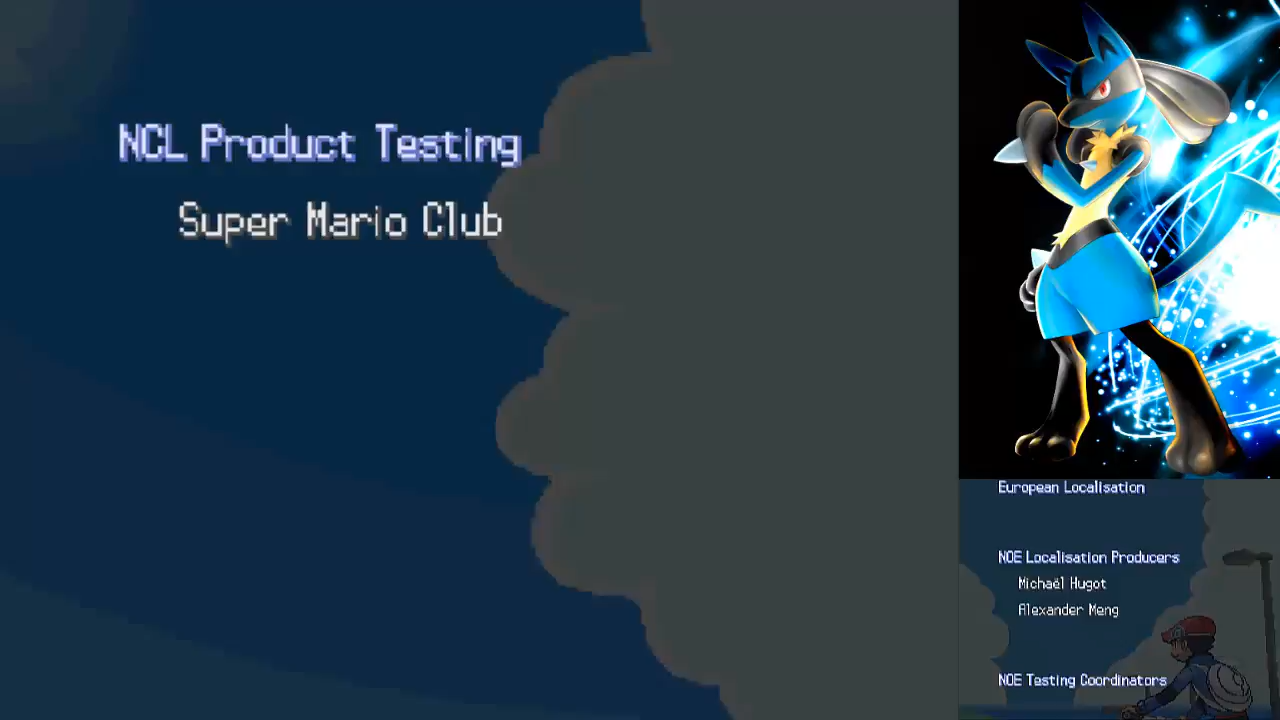 NCL Product Testing
Super Mario Club
European Localisation
NOE Localisation Producers
Michaël Hugot
Alexander Meng
NOE Testing Coordinators